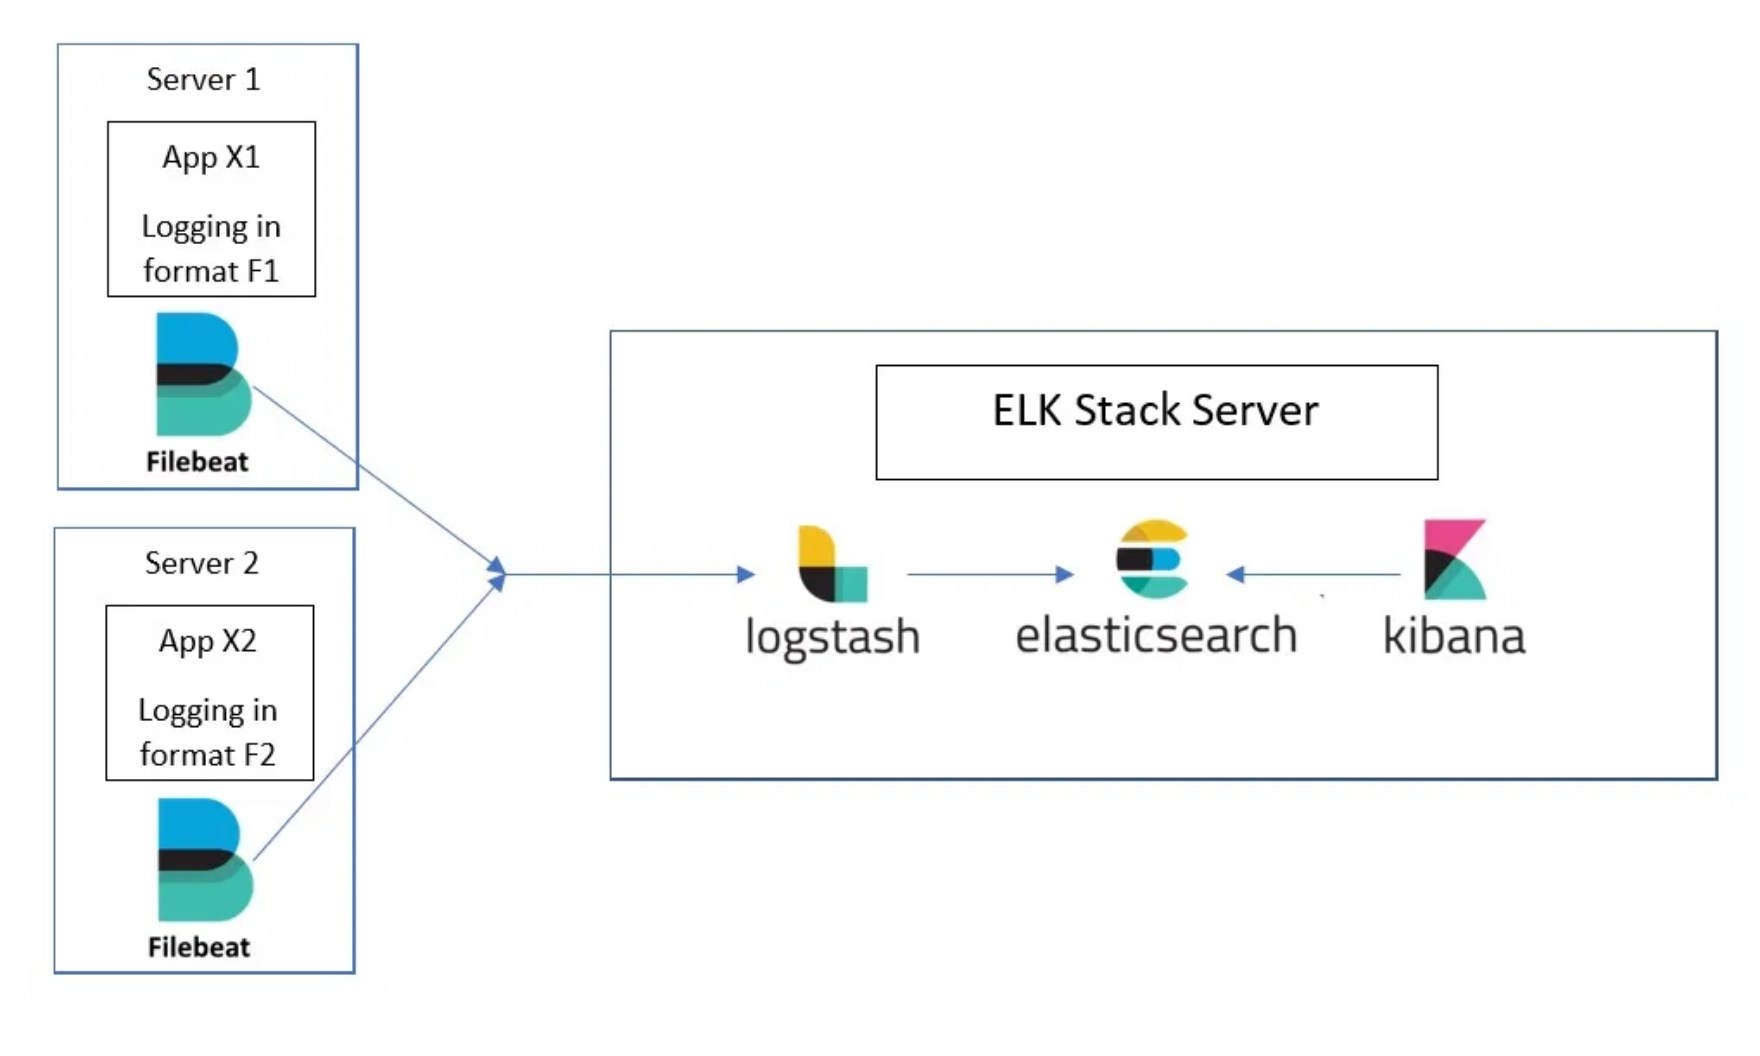 Server 1
App X1
Logging in
format F1
Filebeat
Server 2
App X2
Logging in
format F2
Filebeat
ELK Stack Server
logstash
elasticsearch
kibana